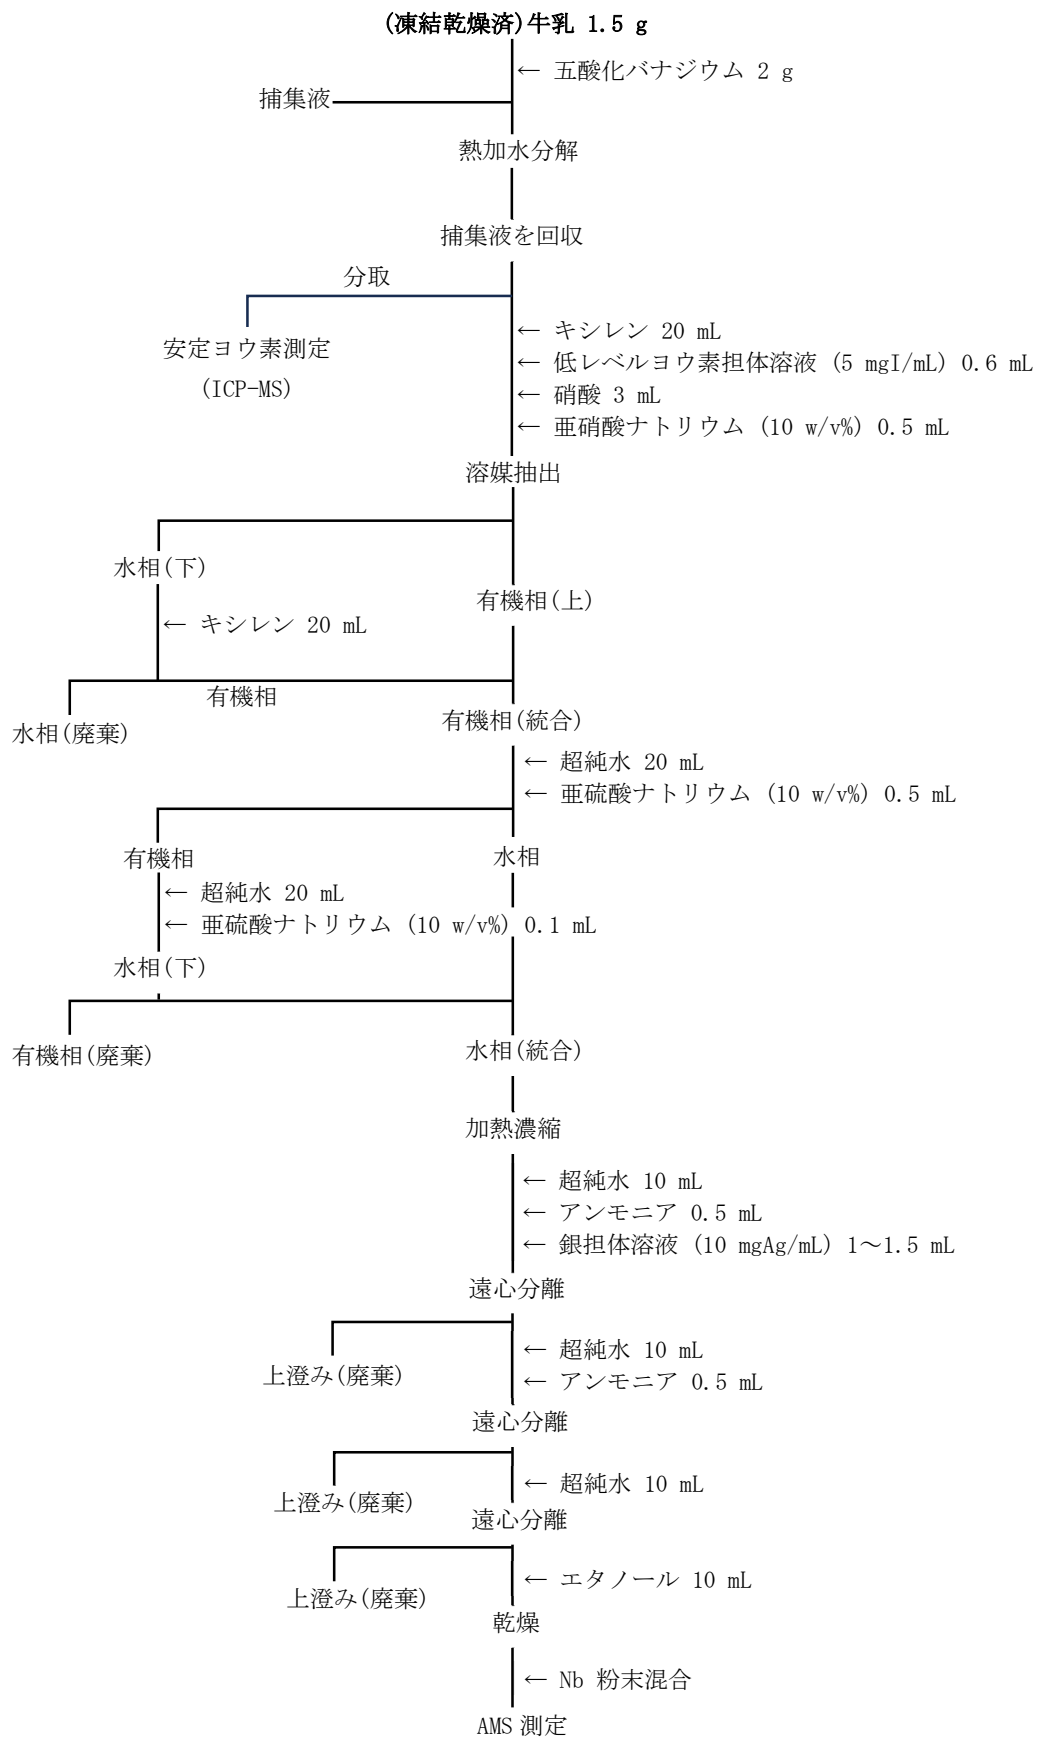 (凍結乾燥済)牛乳 1.5 g
← 五酸化バナジウム 2 g
捕集液
熱加水分解
捕集液を回収
分取
安定ヨウ素測定
(ICP-MS)
← キシレン 20 mL
← 低レベルヨウ素担体溶液 (5 mgI/mL) 0.6 mL
← 硝酸 3 mL
← 亜硝酸ナトリウム (10 w/v%) 0.5 mL
溶媒抽出
水相(下)
有機相(上)
← キシレン 20 mL
有機相
水相(廃棄)
有機相(統合)
← 超純水 20 mL
← 亜硫酸ナトリウム (10 w/v%) 0.5 mL
有機相
水相
← 超純水 20 mL
← 亜硫酸ナトリウム (10 w/v%) 0.1 mL
水相(下)
有機相(廃棄)
水相(統合)
加熱濃縮
← 超純水 10 mL
← アンモニア 0.5 mL
← 銀担体溶液 (10 mgAg/mL) 1～1.5 mL
遠心分離
上澄み(廃棄)
← 超純水 10 mL
← アンモニア 0.5 mL
遠心分離
上澄み(廃棄)
← 超純水 10 mL
遠心分離
上澄み(廃棄)
← エタノール 10 mL
乾燥
← Nb 粉末混合
AMS 測定